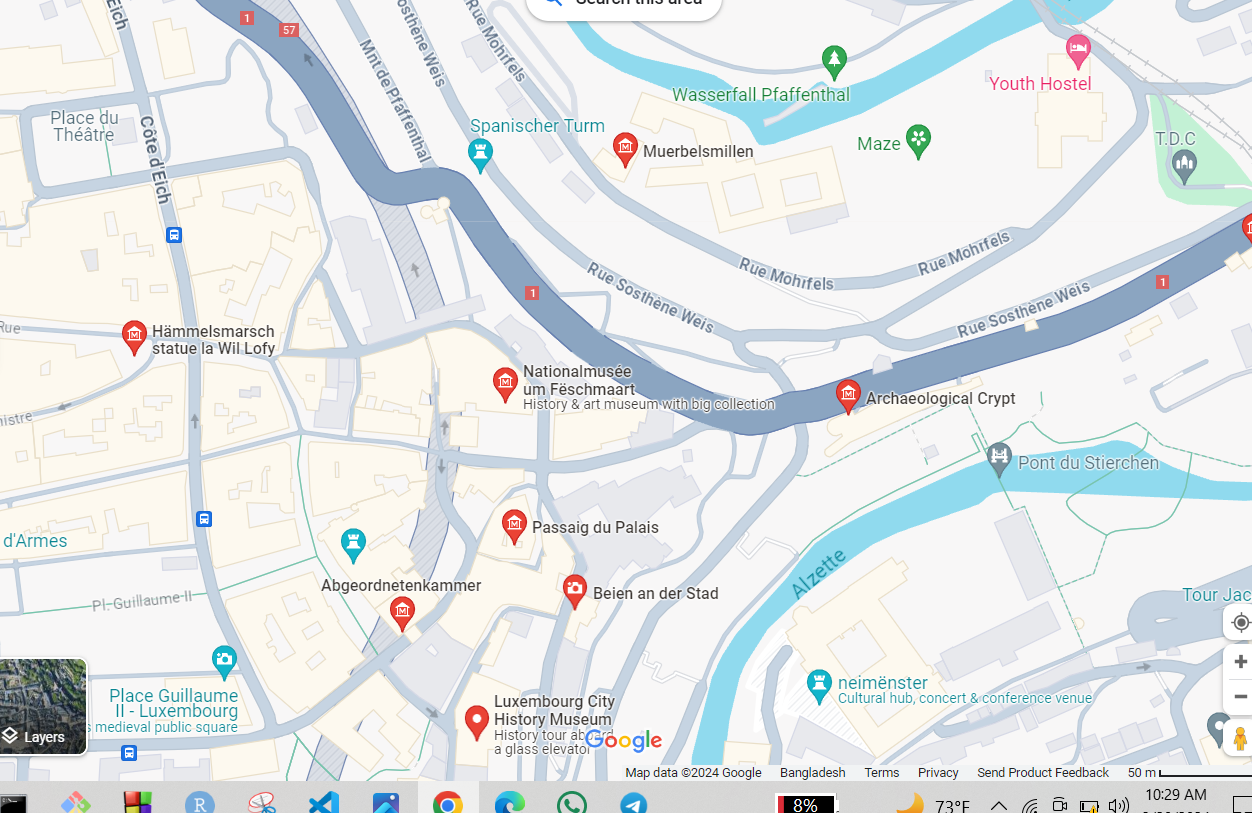 Search this area
1
57
Eich
Côte d'Eich
Mnt de Pfaffenthal
Sosthène Weis
Rue Mohrfels
Wasserfall Pfaffenthal
Youth Hostel
Place du
Théâtre
Spanischer Turm
Muerbelsmillen
Maze
T.D.C
Rue Mohrfels
Rue Mohrfels
Rue Sosthène Weis
Rue Sosthène Weis
1
1
Rue
Hämmelsmarsch
statue la Wil Lofy
Nationalmusée
um Fëschmaart
History & art museum with big collection
Archaeological Crypt
Pont du Stierchen
Passaig du Palais
d'Armes
Abgeordnetenkammer
Beien an der Stad
Alzette
Pl. Guillaume II
Tour Jac
Place Guillaume
II - Luxembourg
s medieval public square
neimënster
Cultural hub, concert & conference venue
Luxembourg City
History Museum
History tour aboard
a glass elevator
Layers
Google
Map data ©2024 Google
Bangladesh
Terms
Privacy
Send Product Feedback
50 m
8%
73°F
10:29 AM